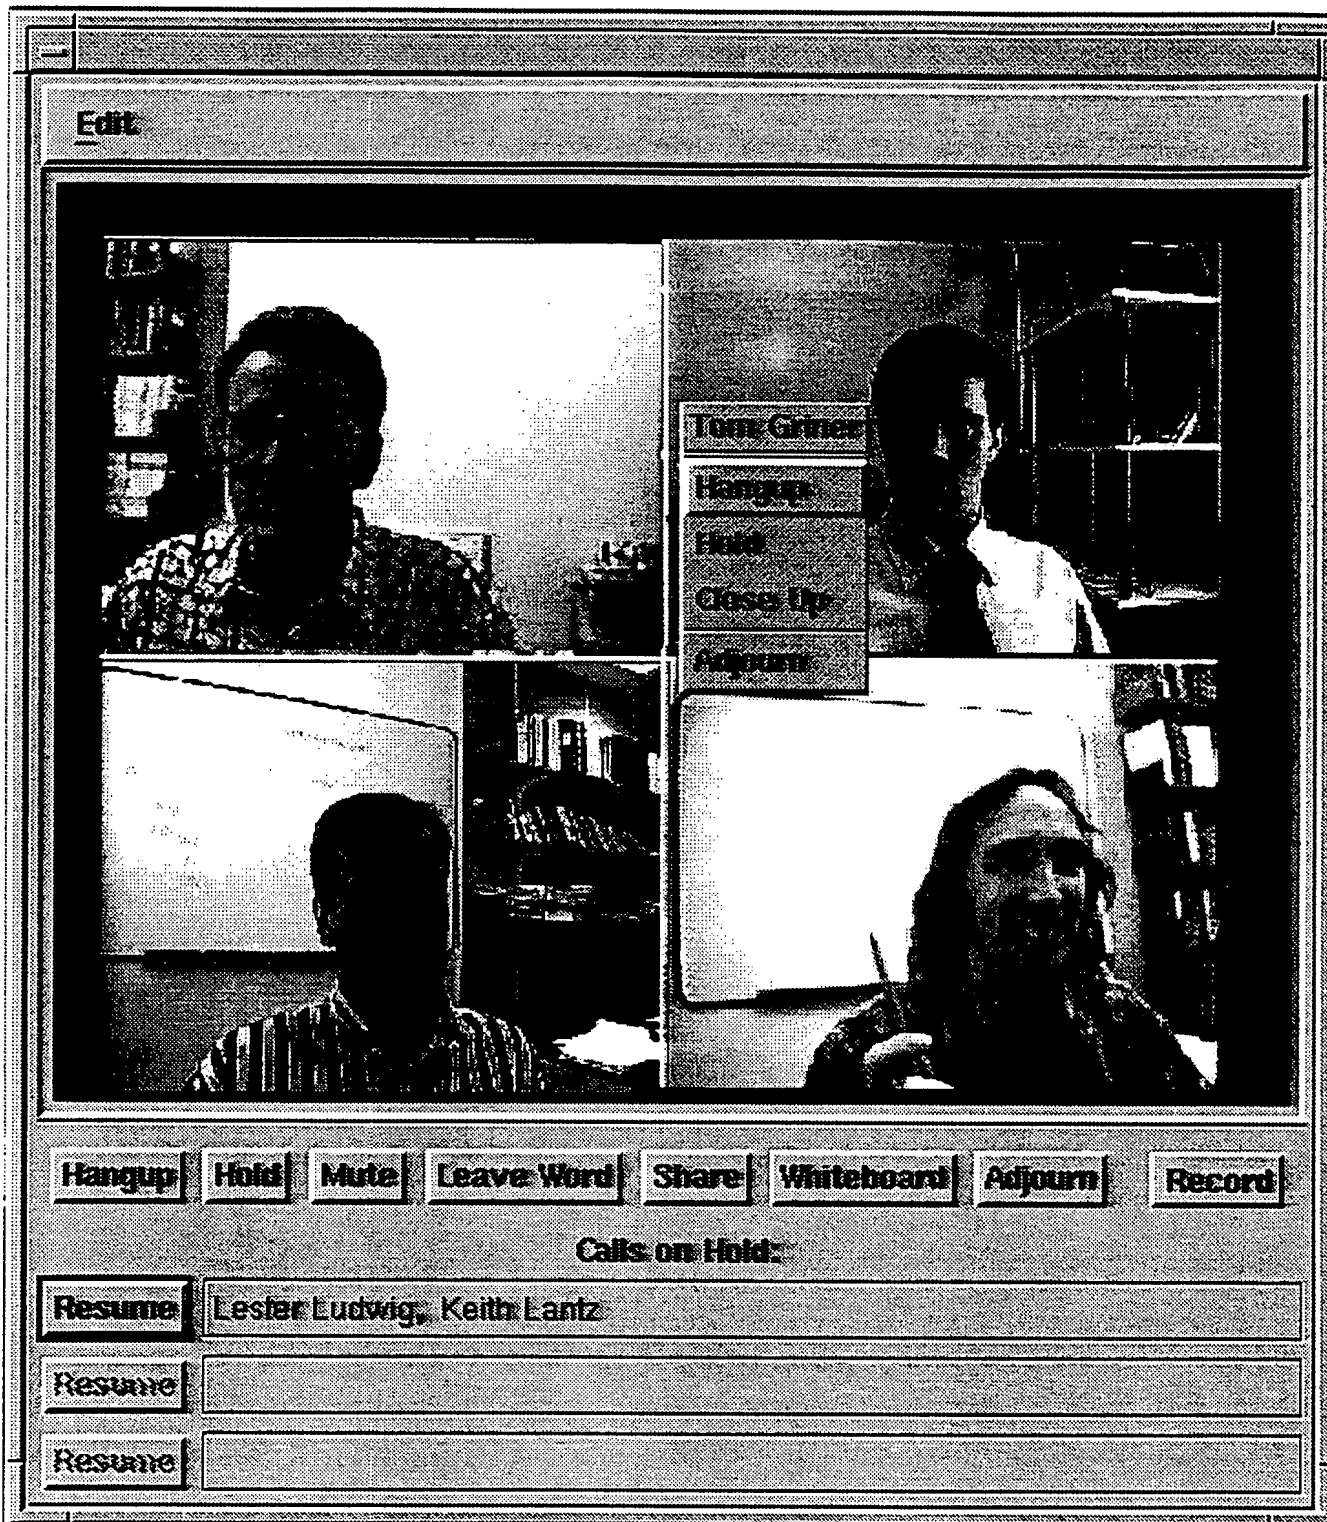 Edit
Tom Griner
Hangup
Hold
Close Up
Adjourn
Hangup Hold Mute Leave Word Share Whiteboard Adjourn Record
Calls on Hold:
Resume Lester Ludwig, Keith Lantz
Resume
Resume